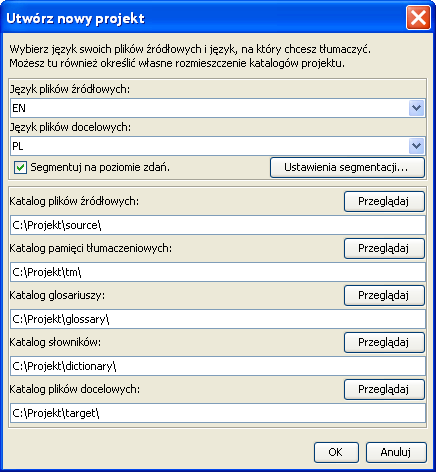 Utwórz nowy projekt
Wybierz język swoich plików źródłowych i język, na który chcesz tłumaczyć.
Możesz tu również określić własne rozmieszczenie katalogów projektu.
Język plików źródłowych:
EN
Język plików docelowych:
PL
Segmentuj na poziomie zdań. Ustawienia segmentacji...
Katalog plików źródłowych: Przeglądaj
C:\Projekt\source\
Katalog pamięci tłumaczeniowych: Przeglądaj
C:\Projekt\tm\
Katalog glosariuszy: Przeglądaj
C:\Projekt\glossary\
Katalog słowników: Przeglądaj
C:\Projekt\dictionary\
Katalog plików docelowych: Przeglądaj
C:\Projekt\target\
OK Anuluj